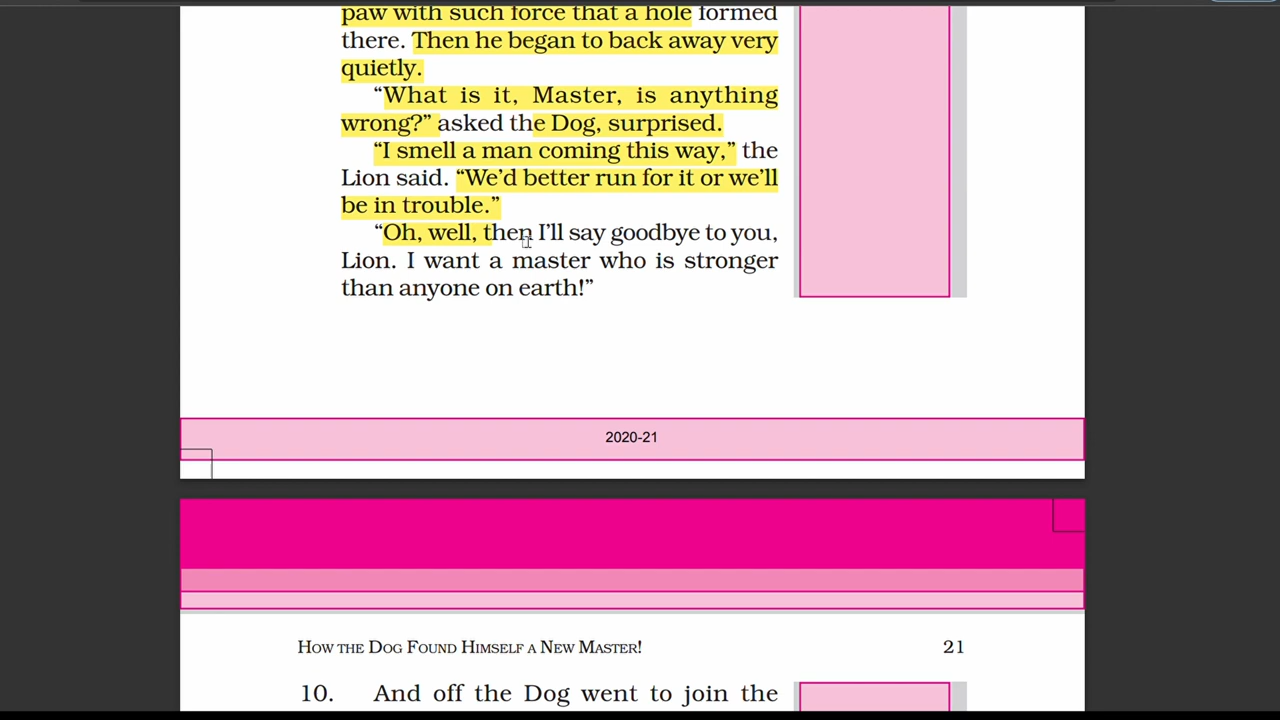 paw with such force that a hole formed
there. Then he began to back away very
quietly.
“What is it, Master, is anything
wrong?” asked the Dog, surprised.
“I smell a man coming this way,” the
Lion said. “We’d better run for it or we’ll
be in trouble.”
“Oh, well, then I’ll say goodbye to you,
Lion. I want a master who is stronger
than anyone on earth!”
2020-21
HOW THE DOG FOUND HIMSELF A NEW MASTER! 21
10. And off the Dog went to join the